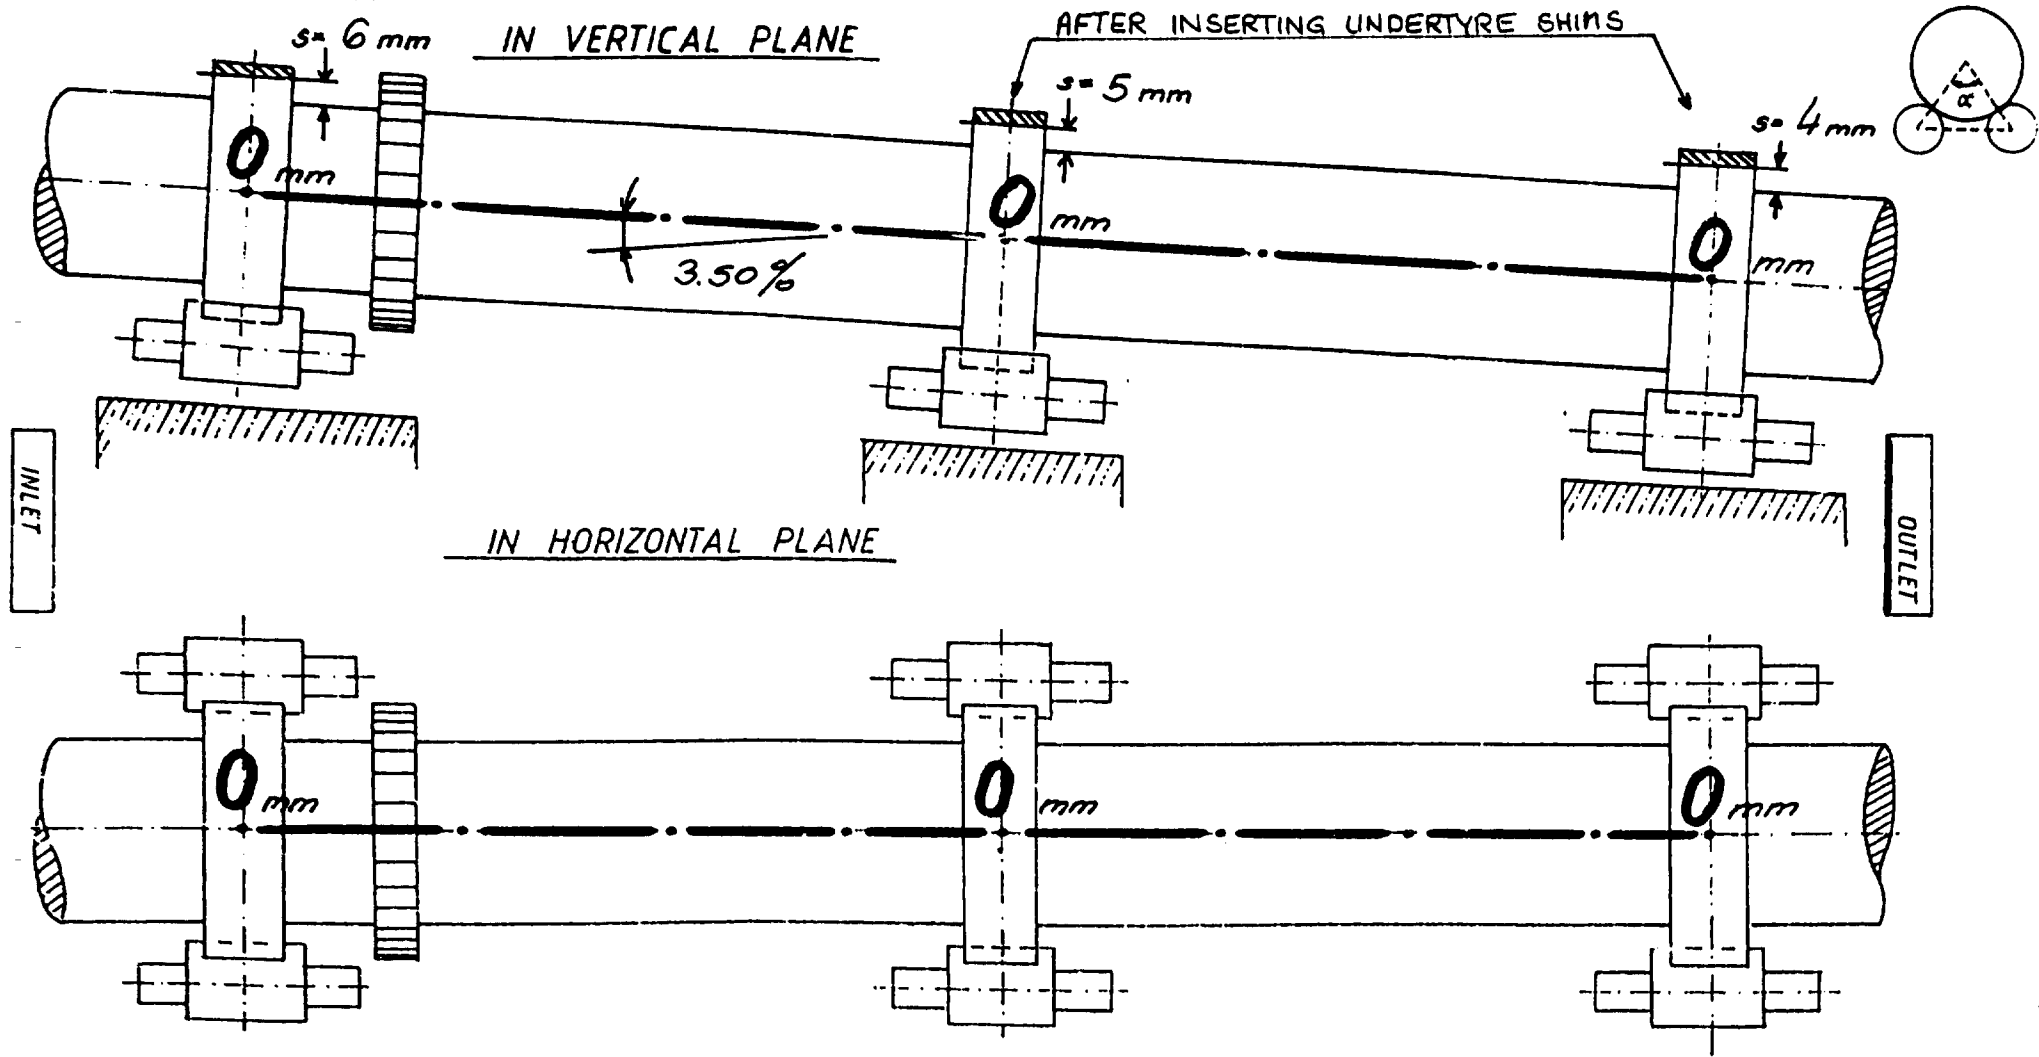 s= 6 mm
IN VERTICAL PLANE
AFTER INSERTING UNDERTYRE SHIMS
s= 5 mm
s= 4 mm
α
0 mm
0 mm
0 mm
3.50%
INLET
OUTLET
IN HORIZONTAL PLANE
0 mm
0 mm
0 mm